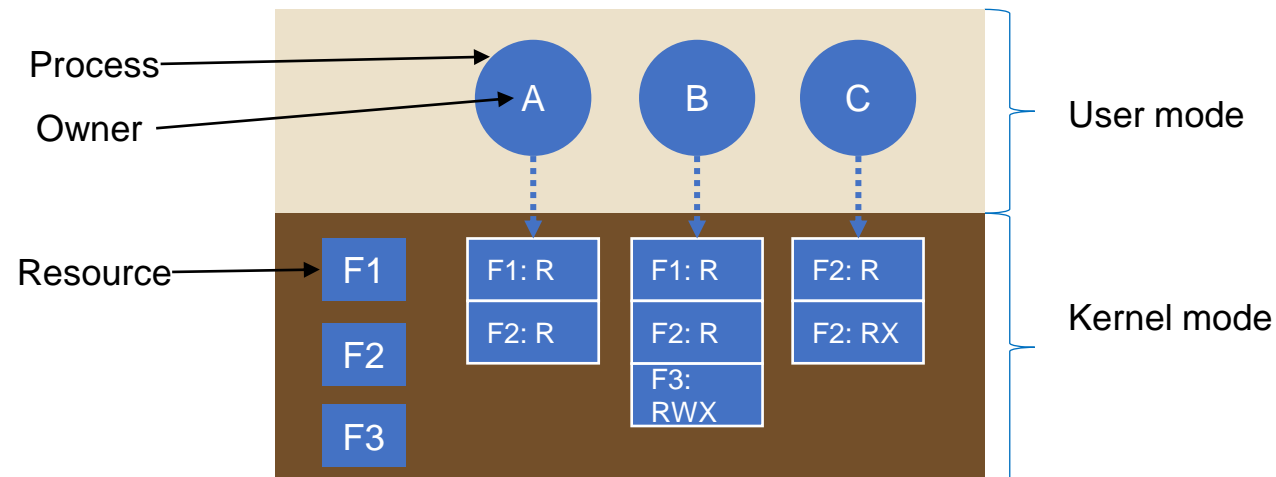 Process
Owner
Resource
A
B
C
User mode
F1
F2
F3
F1: R
F2: R
F1: R
F2: R
F3:
RWX
F2: R
F2: RX
Kernel mode